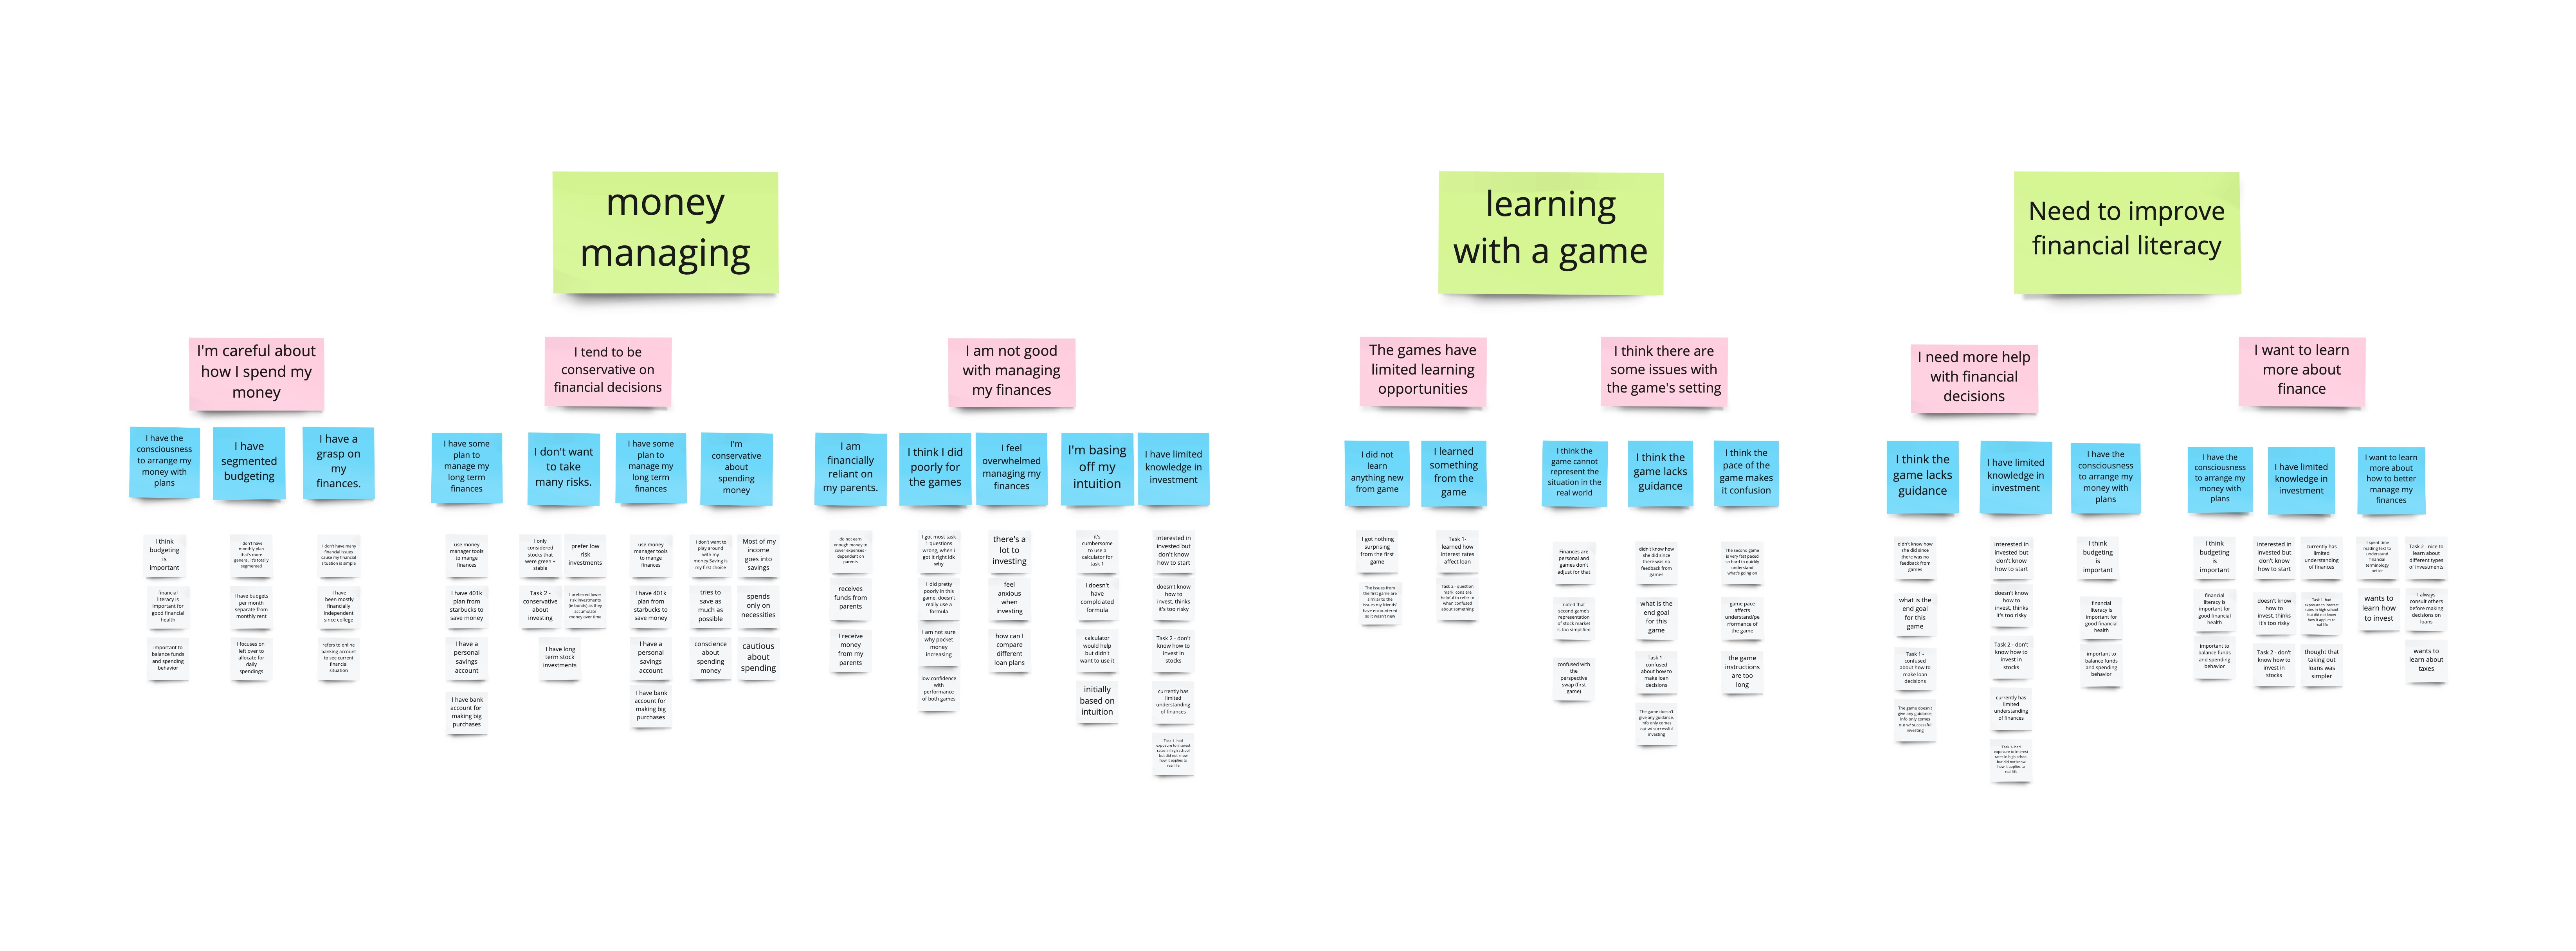 money
managing
learning
with a game
Need to improve
financial literacy
I'm careful about
how I spend my
money
I tend to be
conservative on
financial decisions
I am not good
with managing
my finances
The games have
limited learning
opportunities
I think there are
some issues with
the game's setting
I need more help
with financial
decisions
I want to learn
more about
finance
I have the
consciousness
to arrange my
money with
plans
I have
segmented
budgeting
I have a
grasp on
my
finances.
I have some
plan to
manage my
long term
finances
I don't want
to take
many risks.
I have some
plan to
manage my
long term
finances
I'm
conservative
about
spending
money
I am
financially
reliant on
my parents.
I think I did
poorly for
the games
I feel
overwhelmed
managing my
finances
I'm basing
off my
intuition
I have limited
knowledge in
investment
I did not
learn
anything new
from game
I learned
something
from the
game
I think the
game cannot
represent the
situation in the
real world
I think the
game lacks
guidance
I think the
pace of the
game makes
it confusion
I think the
game lacks
guidance
I have limited
knowledge in
investment
I have the
consciousness
to arrange my
money with
plans
I have the
consciousness
to arrange my
money with
plans
I have limited
knowledge in
investment
I want to learn
more about
how to better
manage my
finances
I think
budgeting
is
important
financial
literacy is
important for
good financial
health
important to
balance funds
and spending
behavior
I don't have
monthly plan
that's more
general, it's totally
segmented
I have budgets
per month
separate from
monthly rent
I focuses on
left over to
allocate for
daily
spendings
I don't have many
financial issues
cause my financial
situation is simple
I have
been mostly
financially
independent
since college
refers to online
banking account
to see current
financial
situation
use money
manager tools
to mange
finances
I have 401k
plan from
starbucks to
save money
I have a
personal
savings
account
I have bank
account for
making big
purchases
I only
considered
stocks that
were green +
stable
prefer low
risk
investments
Task 2 -
conservative
about
investing
I preferred lower
risk investments
(ie bonds) as they
accumulate
money over time
I have long
term stock
investments
use money
manager tools
to mange
finances
I have 401k
plan from
starbucks to
save money
I have a
personal
savings
account
I have bank
account for
making big
purchases
I don't want to
play around
with my
money.Saving is
my first choice
Most of my
income
goes into
savings
tries to
save as
much as
possible
spends
only on
necessities
conscience
about
spending
money
cautious
about
spending
do not earn
enough money to
cover expenses -
dependent on
parents
receives
funds from
parents
I receive
money
from my
parents
I got most task
1 questions
wrong, when i
got it right idk
why
I did pretty
poorly in this
game, doesn't
really use a
formula
I am not sure
why pocket
money
increasing
low confidence
with
performance
of both games
there's a
lot to
investing
feel
anxious
when
investing
how can I
compare
different
loan plans
it's
cumbersome
to use a
calculator for
task 1
I doesn't
have
complciated
formula
calculator
would help
but didn't
want to use it
initially
based on
intuition
interested in
invested but
don't know
how to start
doesn't know
how to
invest, thinks
it's too risky
Task 2 - don't
know how to
invest in
stocks
currently has
limited
understanding
of finances
Task 1- had
exposure to interest
rates in high school
but did not know
how it applies to
real life
I got nothing
surprising
from the first
game
The issues from
the first game are
similar to the
issues my friends'
have encountered
so it wasn't new
Task 1-
learned how
interest rates
affect loan
Task 2 - question
mark icons are
helpful to refer to
when confused
about something
Finances are
personal and
games don't
adjust for that
noted that
second game's
representation
of stock market
is too simplified
confused with
the
perspective
swap (first
game)
didn't know how
she did since
there was no
feedback from
games
what is the
end goal
for this
game
Task 1 -
confused
about how to
make loan
decisions
The game doesn't
give any guidance,
info only comes
out w/ successful
investing
The second game
is very fast paced
so hard to quickly
understand
what's going on
game pace
affects
understand/pe
rformance of
the game
the game
instructions
are too
long
didn't know how
she did since
there was no
feedback from
games
what is the
end goal
for this
game
Task 1 -
confused
about how to
make loan
decisions
The game doesn't
give any guidance,
info only comes
out w/ successful
investing
interested in
invested but
don't know
how to start
doesn't know
how to
invest, thinks
it's too risky
Task 2 - don't
know how to
invest in
stocks
currently has
limited
understanding
of finances
Task 1- had
exposure to interest
rates in high school
but did not know
how it applies to
real life
I think
budgeting
is
important
financial
literacy is
important for
good financial
health
important to
balance funds
and spending
behavior
I think
budgeting
is
important
financial
literacy is
important for
good financial
health
important to
balance funds
and spending
behavior
interested in
invested but
don't know
how to start
currently has
limited
understanding
of finances
doesn't know
how to
invest, thinks
it's too risky
Task 1- had
exposure to interest
rates in high school
but did not know
how it applies to
real life
Task 2 - don't
know how to
invest in
stocks
thought that
taking out
loans was
simpler
I spent time
reading text to
understand
financial
terminology
better
Task 2 - nice to
learn about
different types
of investments
wants to
learn how
to invest
I always
consult others
before making
decisions on
loans
wants to
learn about
taxes